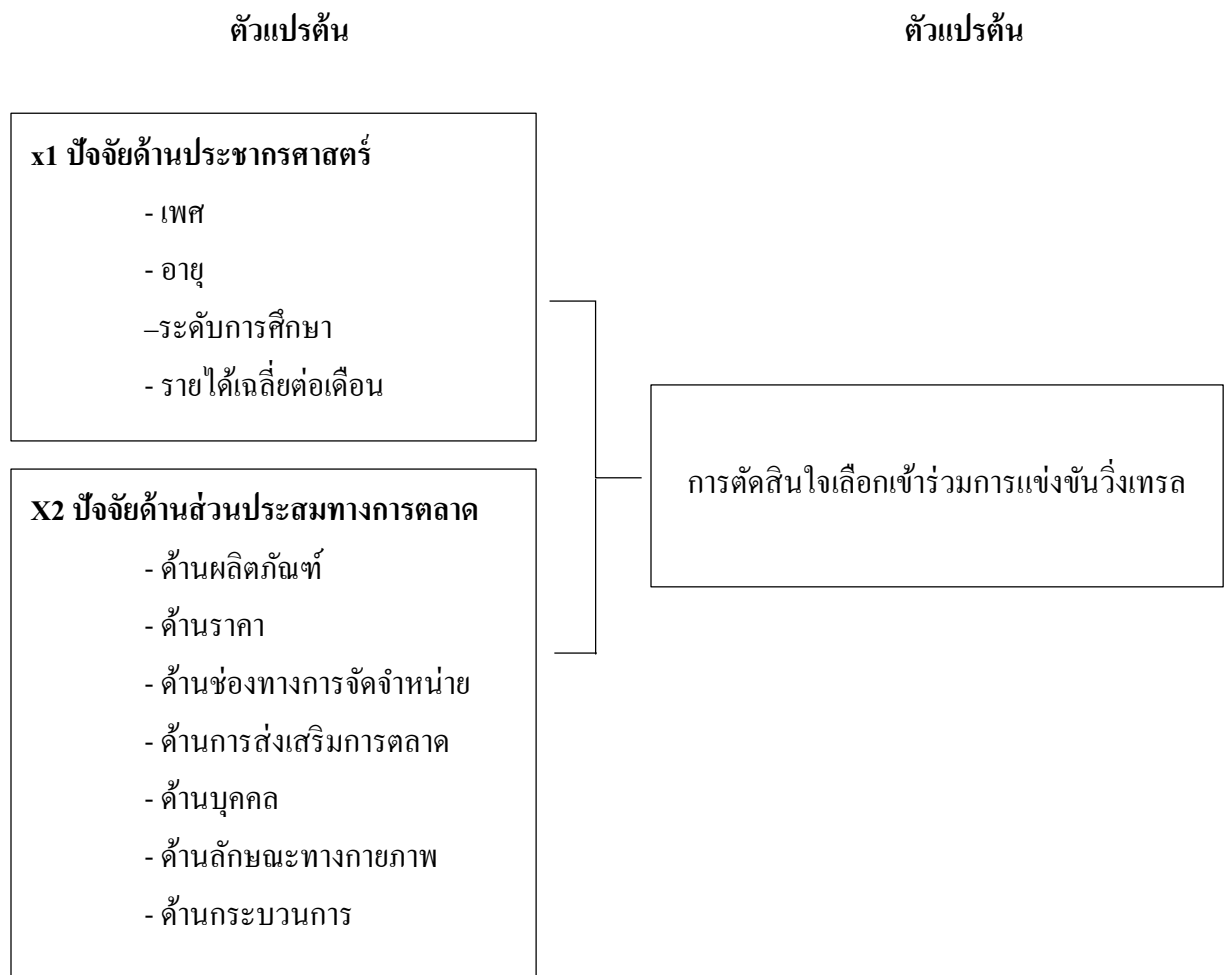 ตัวแปรต้น ตัวแปรต้น
x1 ปัจจัยด้านประชากรศาสตร์
- เพศ
- อายุ
–ระดับการศึกษา
- รายได้เฉลี่ยต่อเดือน
X2 ปัจจัยด้านส่วนประสมทางการตลาด
- ด้านผลิตภัณฑ์
- ด้านราคา
- ด้านช่องทางการจัดจำหน่าย
- ด้านการส่งเสริมการตลาด
- ด้านบุคคล
- ด้านลักษณะทางกายภาพ
- ด้านกระบวนการ
การตัดสินใจเลือกเข้าร่วมการแข่งขันวิ่งเทรล